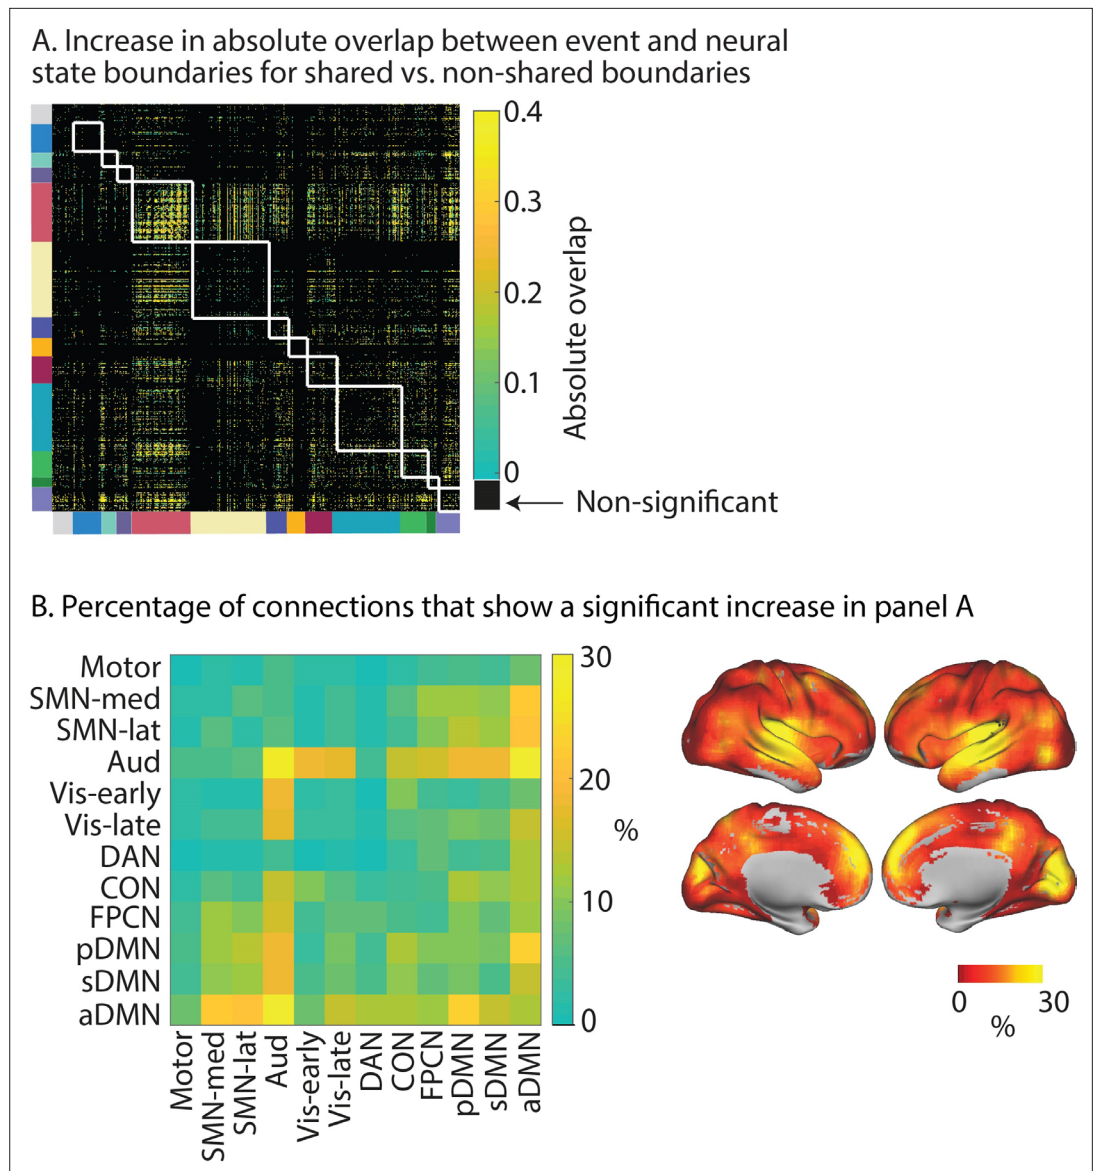 A. Increase in absolute overlap between event and neural
state boundaries for shared vs. non-shared boundaries
0.4
0.3
0.2
0.1
0
Absolute overlap
Non-significant
B. Percentage of connections that show a significant increase in panel A
Motor
SMN-med
SMN-lat
Aud
Vis-early
Vis-late
DAN
CON
FPCN
pDMN
sDMN
aDMN
Motor
SMN-med
SMN-lat
Aud
Vis-early
Vis-late
DAN
CON
FPCN
pDMN
sDMN
aDMN
30
20
10
0
%
0 30
%